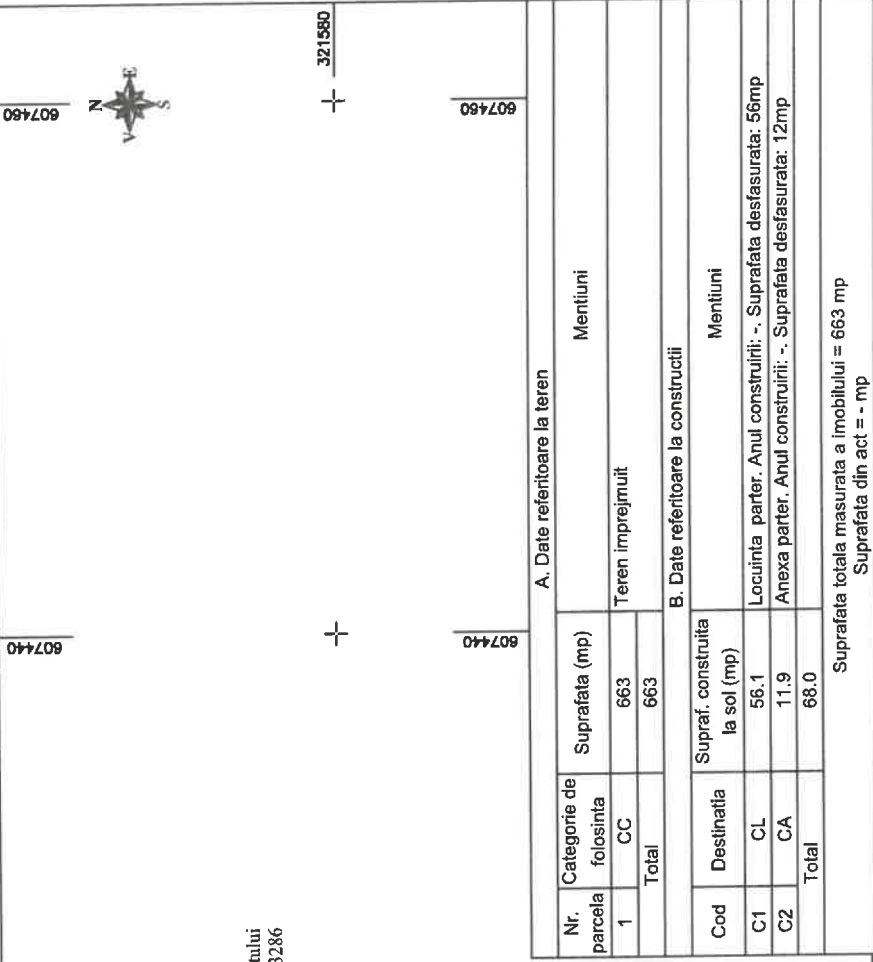 607460
N
V E
S
321580
607460
607440
607440
tului
3286
A. Date referitoare la teren
Nr. parcela | Categorie de folosinta | Suprafata (mp) | Mentiuni
1 | CC | 663 | Teren imprejmuit
Total | 663
B. Date referitoare la constructii
Cod | Destinatia | Supraf. construita la sol (mp) | Mentiuni
C1 | CL | 56.1 | Locuinta parter. Anul construirii: -. Suprafata desfasurata: 56mp
C2 | CA | 11.9 | Anexa parter. Anul construirii: -. Suprafata desfasurata: 12mp
Total | 68.0
Suprafata totala masurata a imobilului = 663 mp
Suprafata din act = - mp